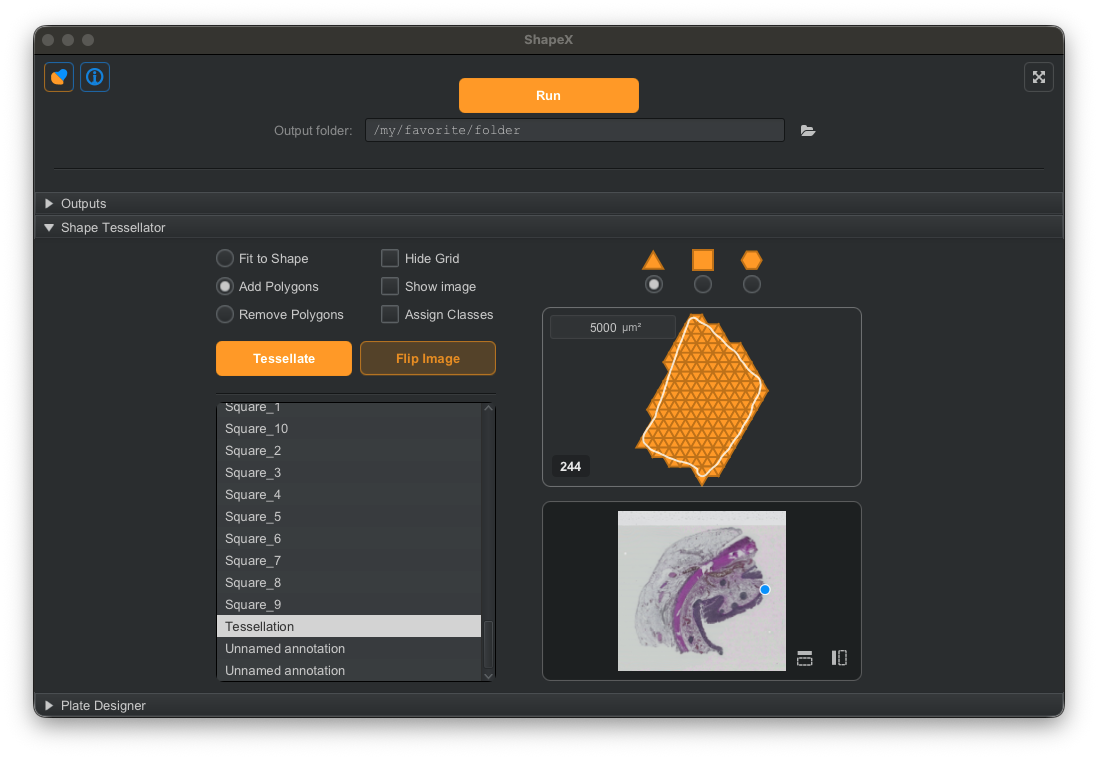 ShapeX
Run
Output folder: /my/favorite/folder
Outputs
Shape Tessellator
Fit to Shape
Hide Grid
Add Polygons
Show image
Remove Polygons
Assign Classes
Tessellate
Flip Image
Square_1
Square_10
Square_2
Square_3
Square_4
Square_5
Square_6
Square_7
Square_8
Square_9
Tessellation
Unnamed annotation
Unnamed annotation
5000 µm²
244
Plate Designer